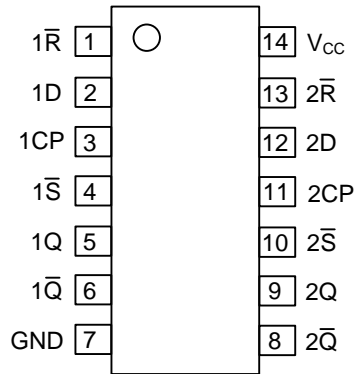 1R̅ 1 14 V_CC
1D 2 13 2R̅
1CP 3 12 2D
1S̅ 4 11 2CP
1Q 5 10 2S̅
1Q̅ 6 9 2Q
GND 7 8 2Q̅